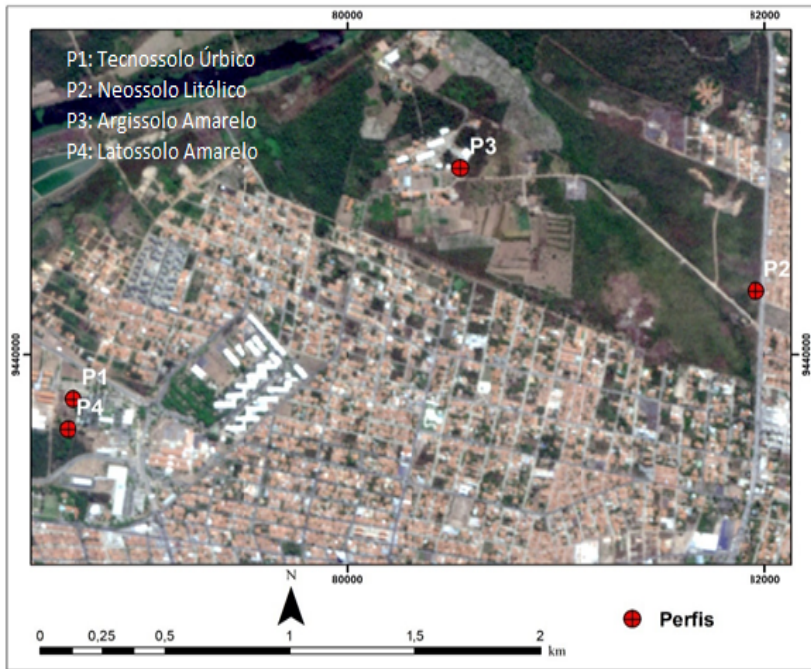 80000
82000
P1: Tecnossolo Úrbico
P2: Neossolo Litólico
P3: Argissolo Amarelo
P4: Latossolo Amarelo
P3
P2
9440000
9440000
P1
P4
80000
82000
N
Perfis
0 0,25 0,5 1 1,5 2
km